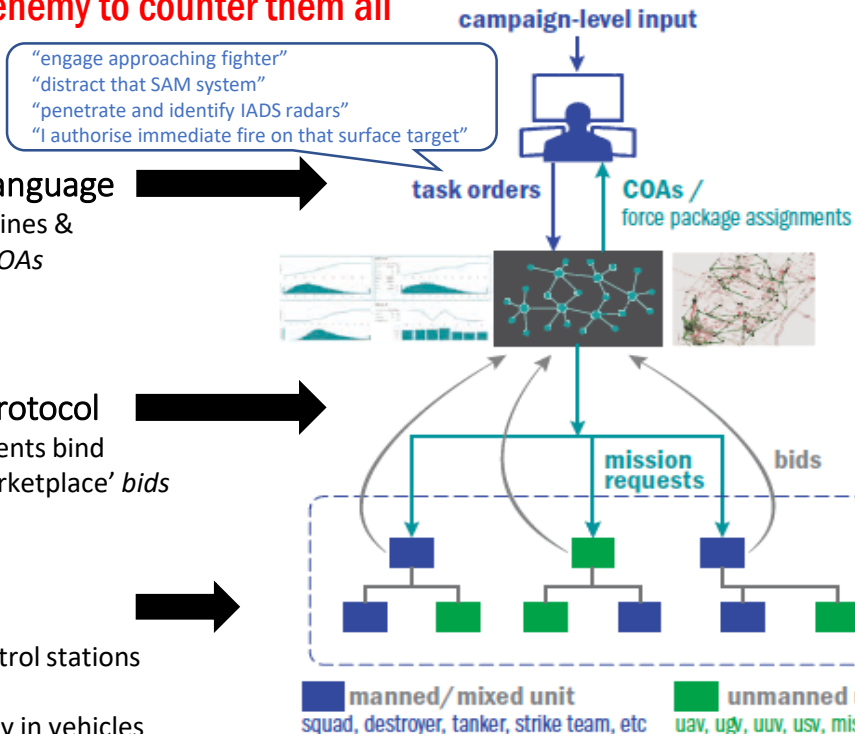 enemy to counter them all
campaign-level input
“engage approaching fighter”
“distract that SAM system”
“penetrate and identify IADS radars”
“I authorise immediate fire on that surface target”
task orders
COAs /
force package assignments
anguage
ines &
OAs
rotocol
ents bind
rketplace’ bids
mission
requests
bids
trol stations
y in vehicles
manned/mixed unit
squad, destroyer, tanker, strike team, etc
unmanned
uav, ugv, uuv, usv, mis